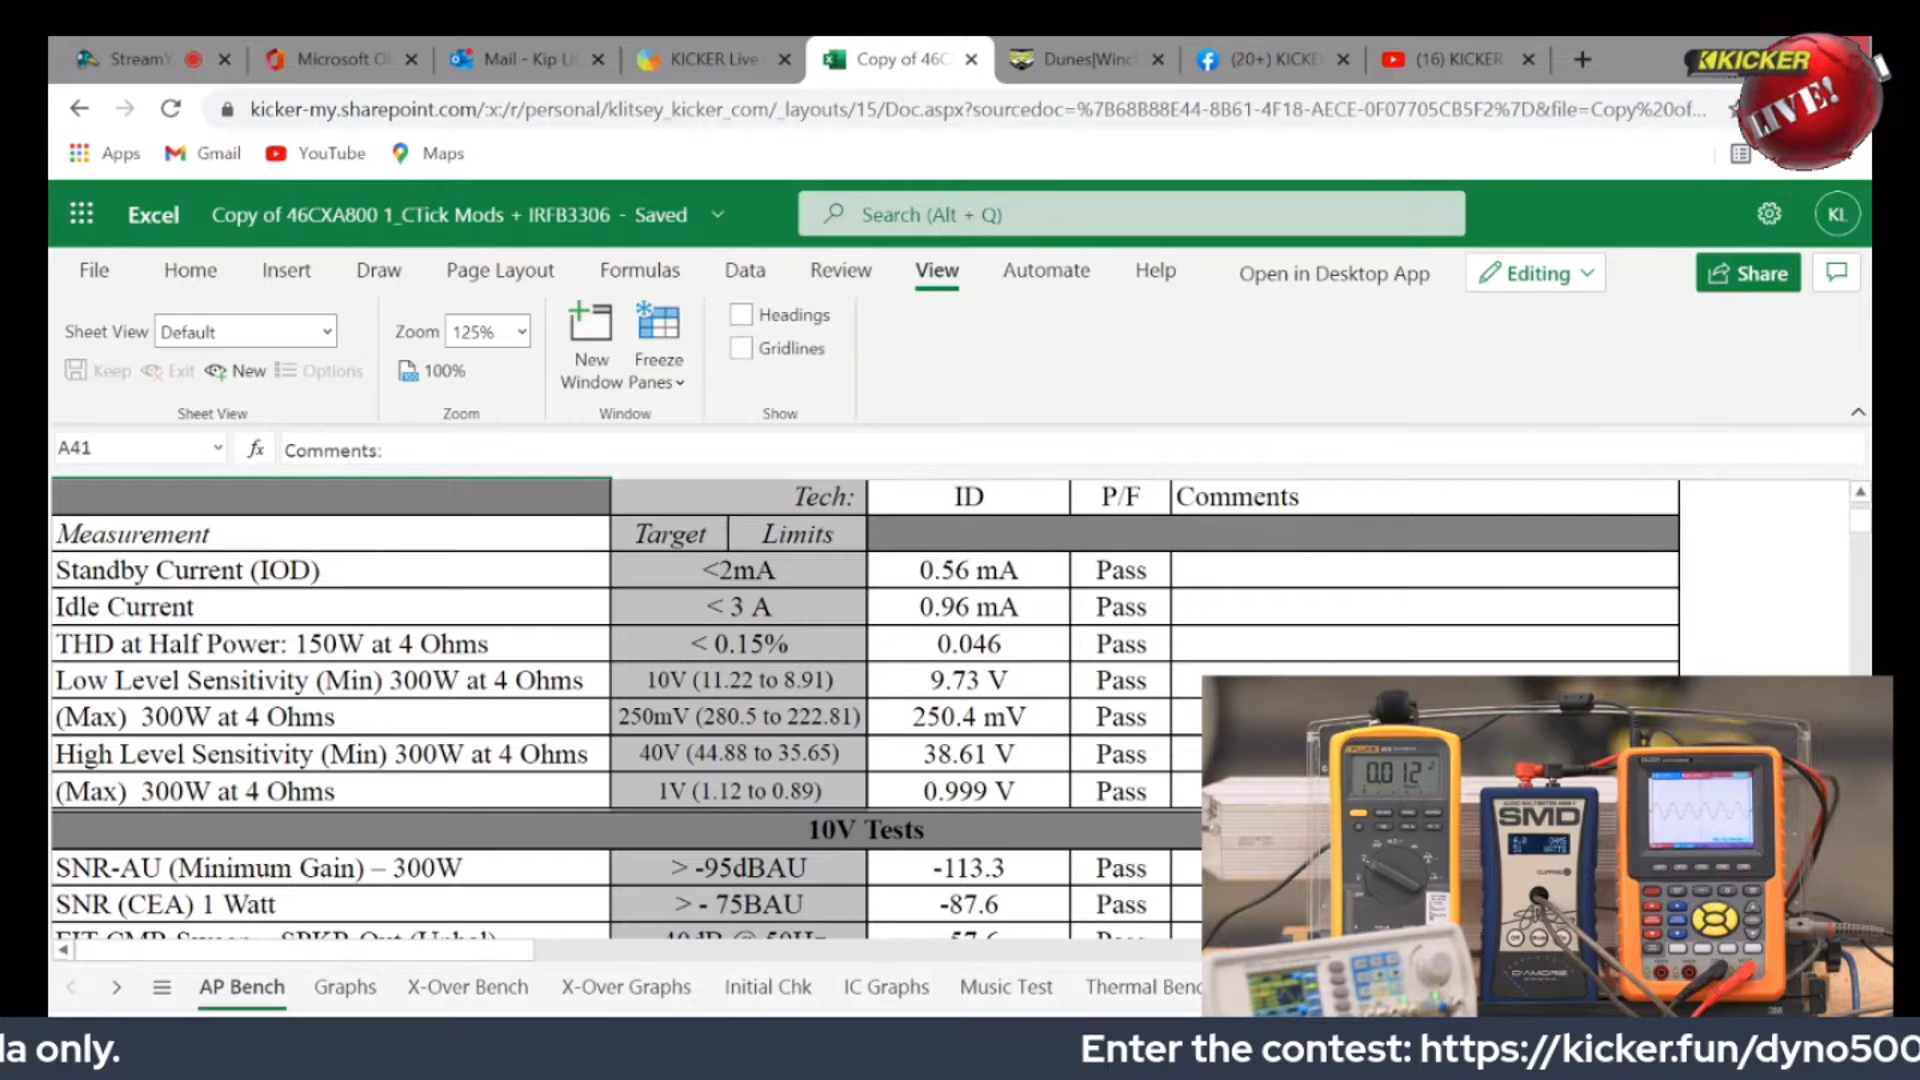 StreamY
Microsoft O
Mail - Kip Li
KICKER Live
Copy of 46C
Dunes|Winc
(20+) KICKE
(16) KICKER
KICKER
LIVE!
kicker-my.sharepoint.com/:x:/r/personal/klitsey_kicker_com/_layouts/15/Doc.aspx?sourcedoc=%7B68B88E44-8B61-4F18-AECE-0F07705CB5F2%7D&file=Copy%20of...
Apps Gmail YouTube Maps
Excel Copy of 46CXA800 1_CTick Mods + IRFB3306 - Saved Search (Alt + Q) KL
File Home Insert Draw Page Layout Formulas Data Review View Automate Help Open in Desktop App Editing Share
Sheet View Default Zoom 125% New Window Freeze Panes Headings
Gridlines
Keep Exit New Options 100%
Sheet View Zoom Window Show
A41 fx Comments:
Tech: ID P/F Comments
Measurement Target Limits
Standby Current (IOD) <2mA 0.56 mA Pass
Idle Current < 3 A 0.96 mA Pass
THD at Half Power: 150W at 4 Ohms < 0.15% 0.046 Pass
Low Level Sensitivity (Min) 300W at 4 Ohms 10V (11.22 to 8.91) 9.73 V Pass
(Max) 300W at 4 Ohms 250mV (280.5 to 222.81) 250.4 mV Pass
High Level Sensitivity (Min) 300W at 4 Ohms 40V (44.88 to 35.65) 38.61 V Pass
(Max) 300W at 4 Ohms 1V (1.12 to 0.89) 0.999 V Pass
10V Tests
SNR-AU (Minimum Gain) – 300W > -95dBAU -113.3 Pass
SNR (CEA) 1 Watt > - 75BAU -87.6 Pass
AP Bench Graphs X-Over Bench X-Over Graphs Initial Chk IC Graphs Music Test Thermal Benc
FLUKE
0.012
SMD
D'AMORE
la only.
Enter the contest: https://kicker.fun/dyno500